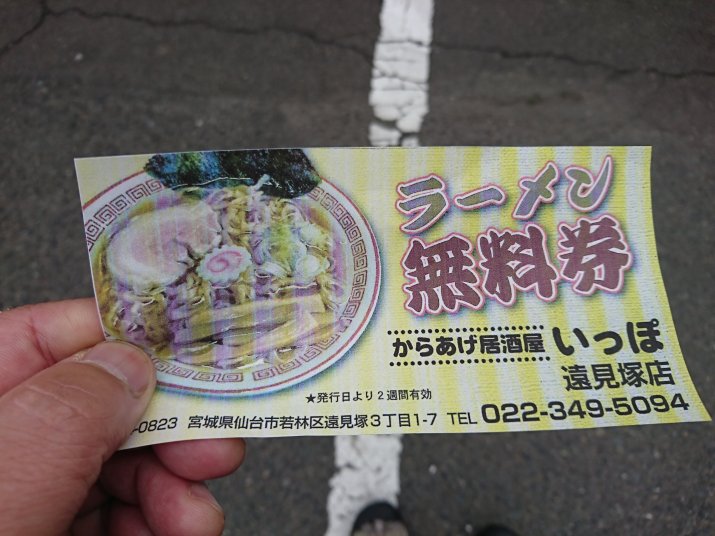 ラーメン
無料券
からあげ居酒屋 いっぽ
遠見塚店
★発行日より2週間有効
-0823 宮城県仙台市若林区遠見塚3丁目1-7 TEL 022-349-5094